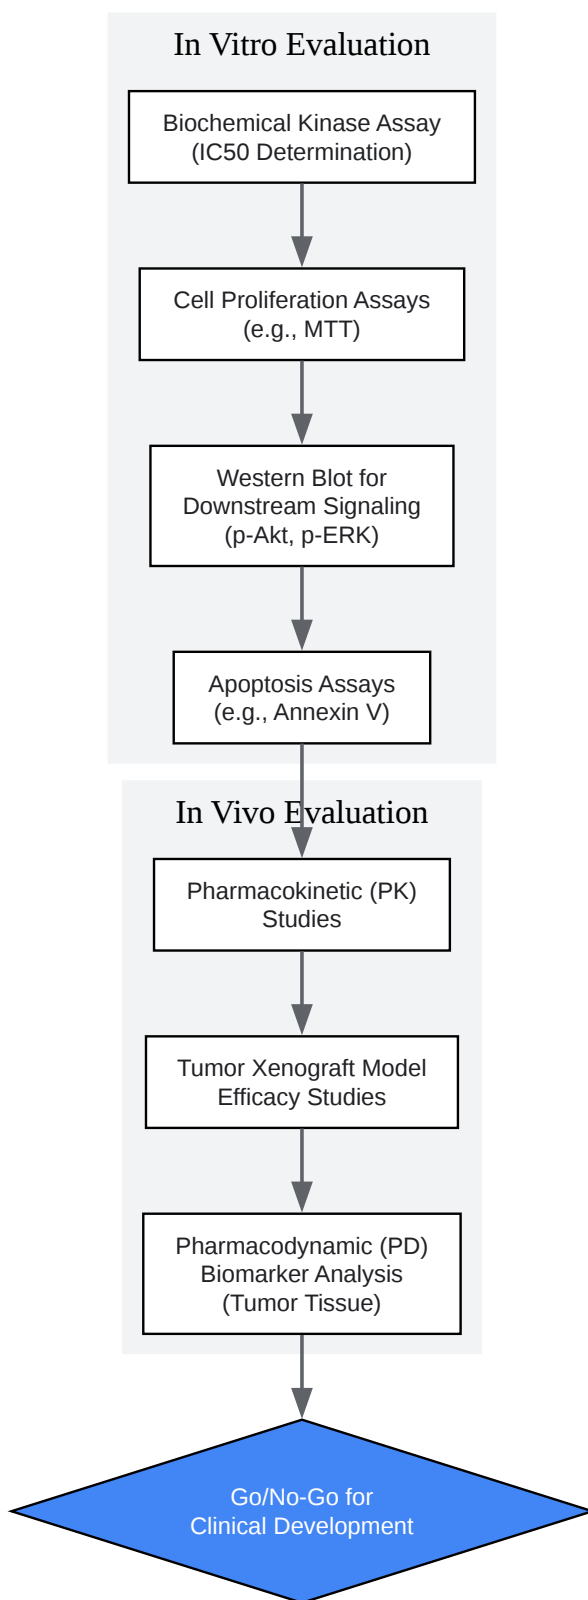 In Vitro Evaluation
Biochemical Kinase Assay
(IC50 Determination)
Cell Proliferation Assays
(e.g., MTT)
Western Blot for
Downstream Signaling
(p-Akt, p-ERK)
Apoptosis Assays
(e.g., Annexin V)
In Vivo Evaluation
Pharmacokinetic (PK)
Studies
Tumor Xenograft Model
Efficacy Studies
Pharmacodynamic (PD)
Biomarker Analysis
(Tumor Tissue)
Go/No-Go for
Clinical Development